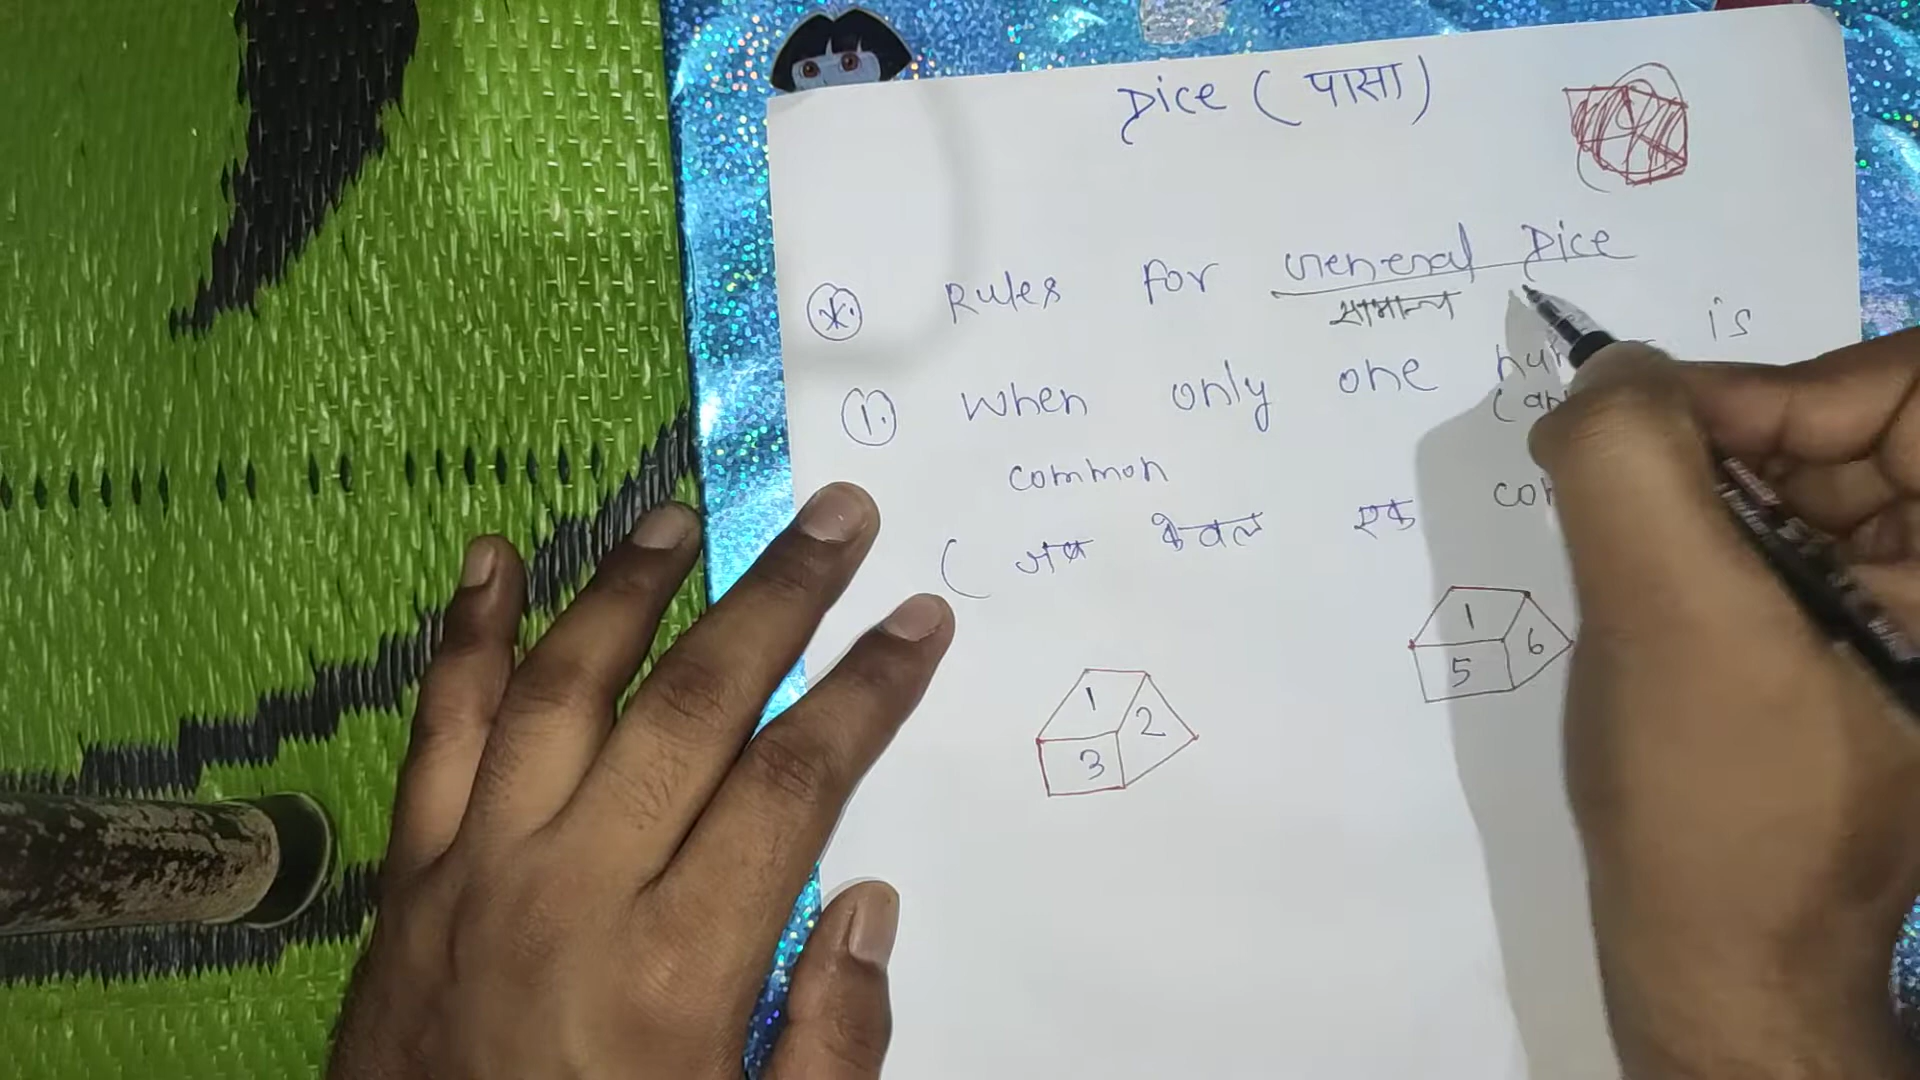 Dice ( पासा )
* Rules For General Dice
सामान्य
1. When only one is
common
( जब केवल एक
1
6
5
1
2
3